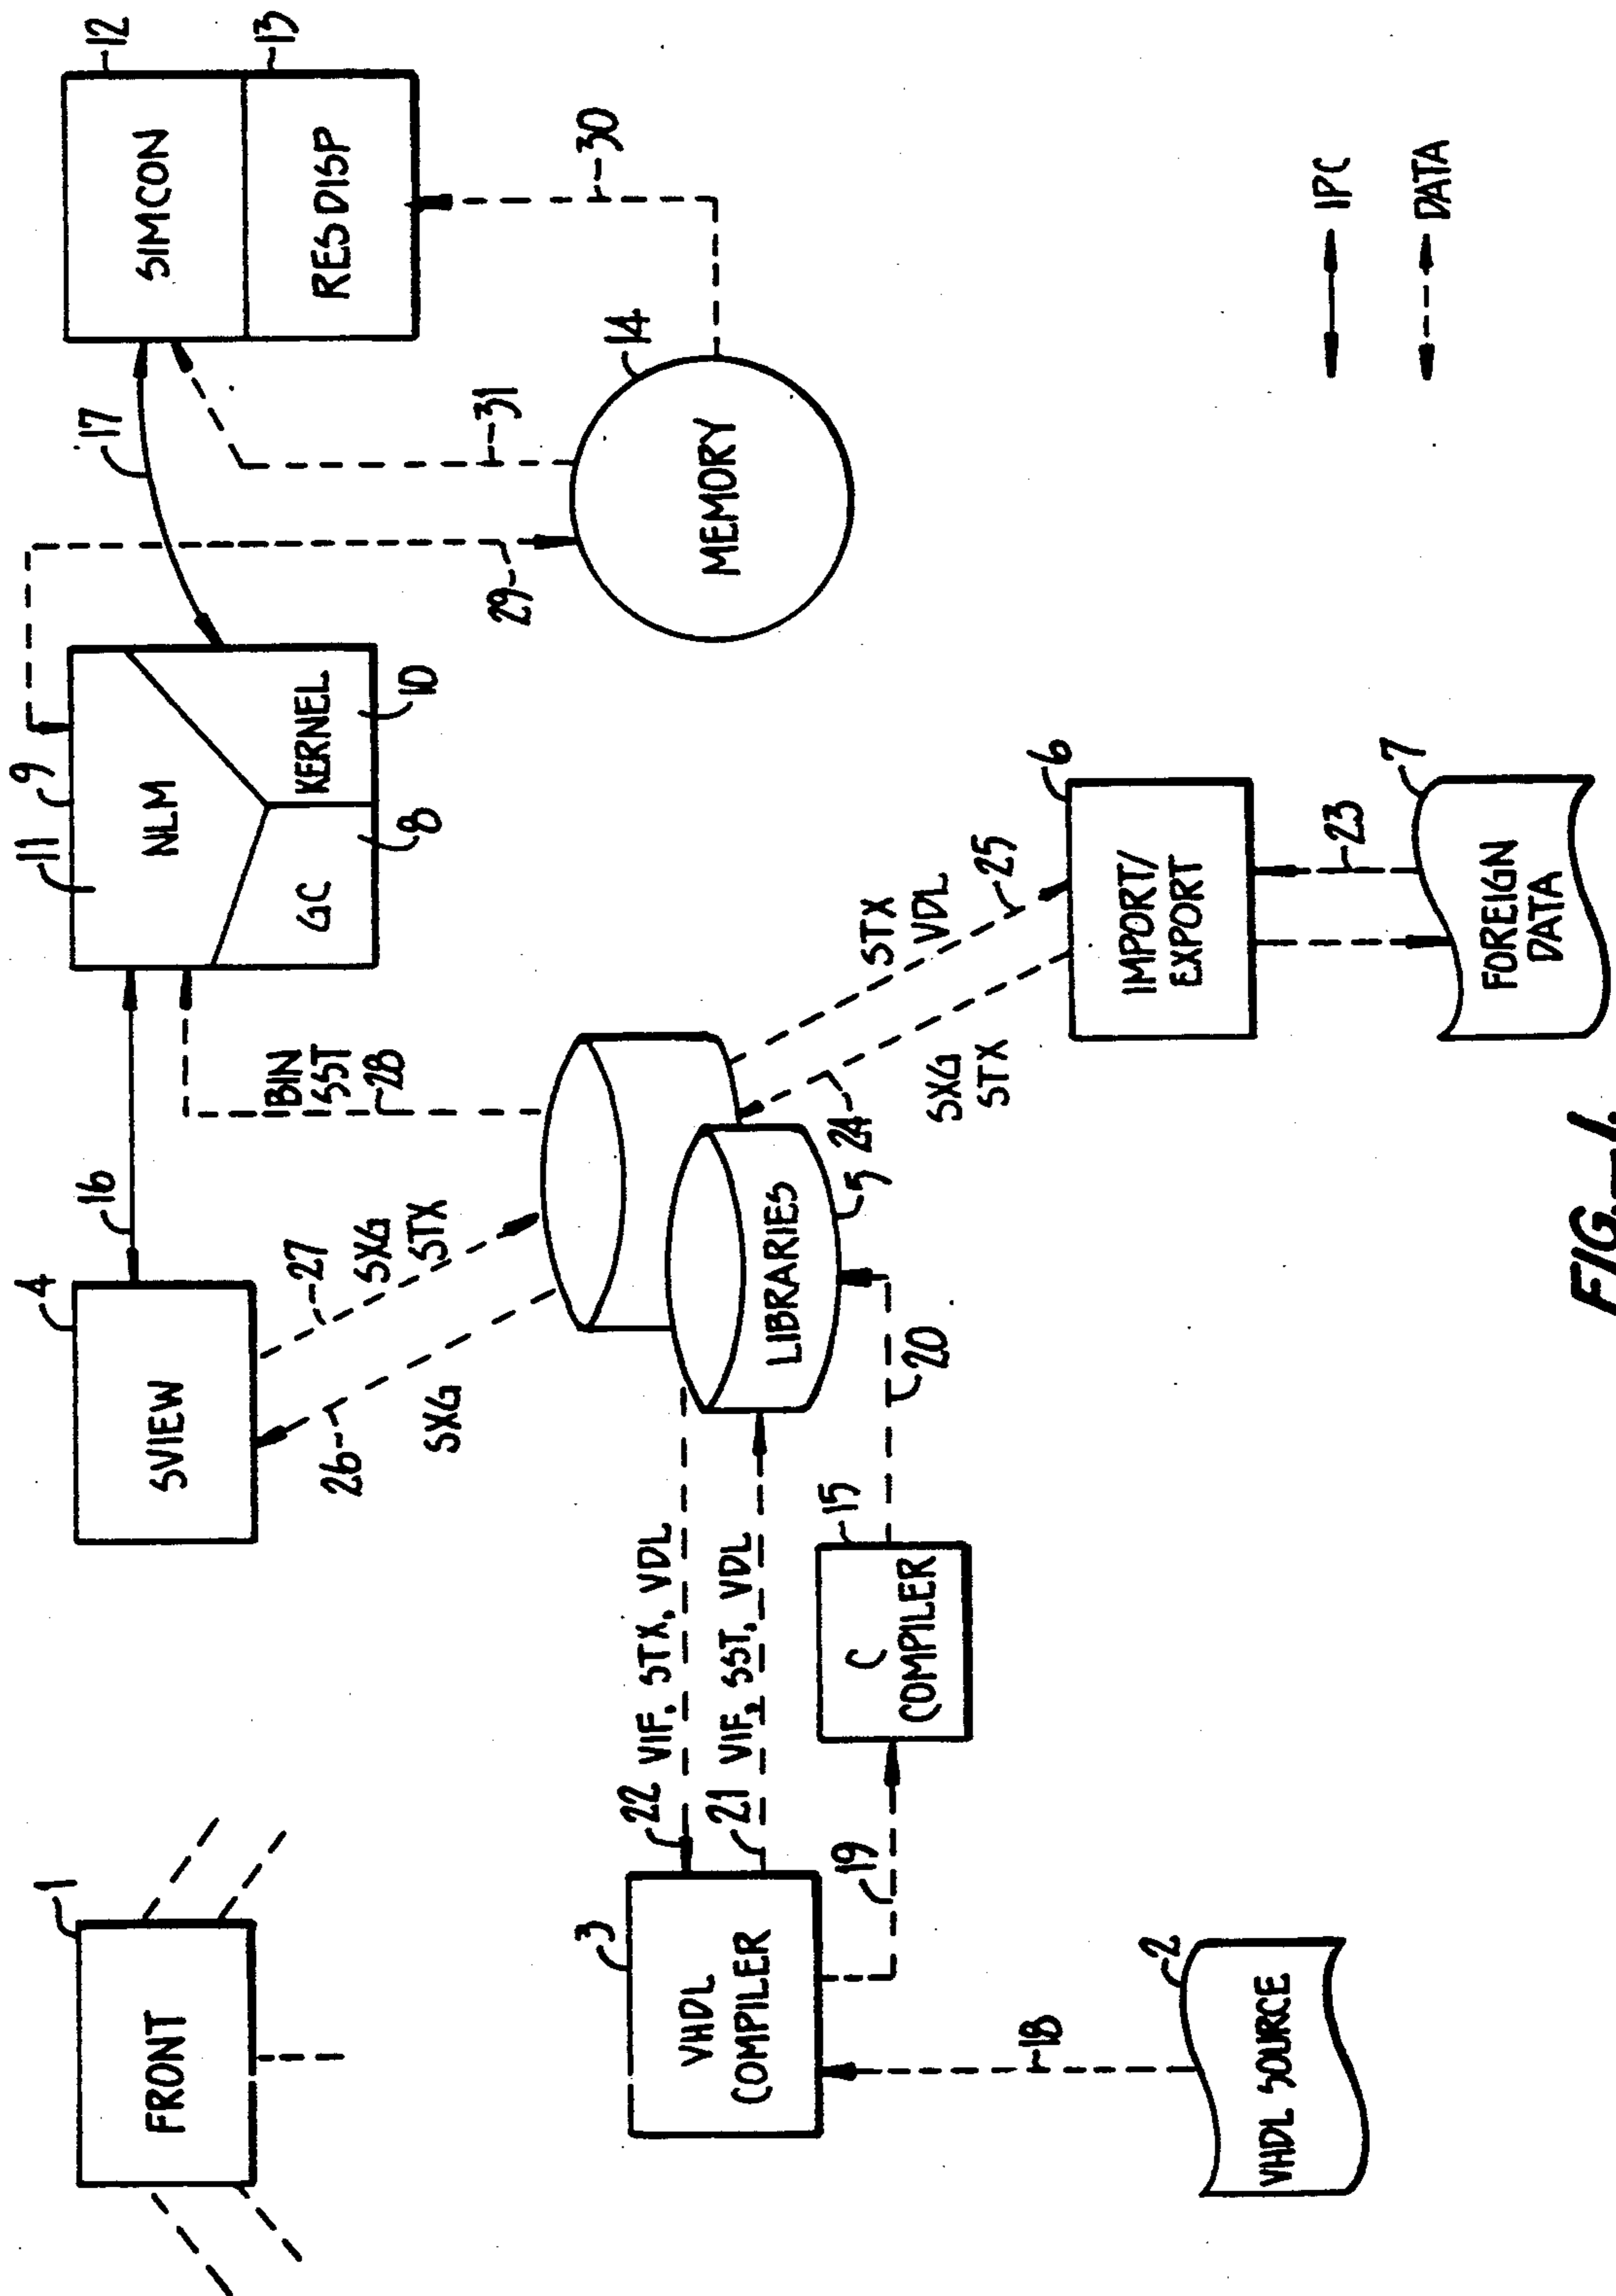 1
FRONT
4
SVIEW
16
11
9
NLM
GC
8
KERNEL
10
17
12
SIMCON
13
RESDISP
27
SXG
STX
26
SXG
BIN
SST
28
29
31
30
14
MEMORY
3
VHDL
COMPILER
22 VIF, STX, VDL
21 VIF, SST, VDL
LIBRARIES
5
24
SXG
STX
STX
VDL
25
19
15
C
COMPILER
20
6
IMPORT/
EXPORT
IPC
DATA
18
2
VHDL SOURCE
23
7
FOREIGN
DATA
FIG.—1.